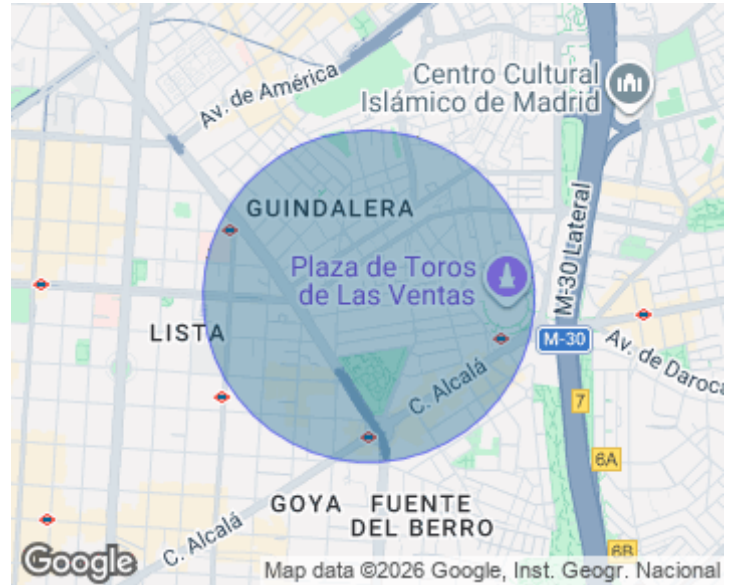 Av. de América
Centro Cultural
Islámico de Madrid
GUINDALERA
Plaza de Toros
de Las Ventas
M-30 Lateral
LISTA
M-30
Av. de Daroca
C. Alcalá
7
6A
GOYA
FUENTE
DEL BERRO
C. Alcalá
6B
Google
Map data ©2026 Google, Inst. Geogr. Nacional